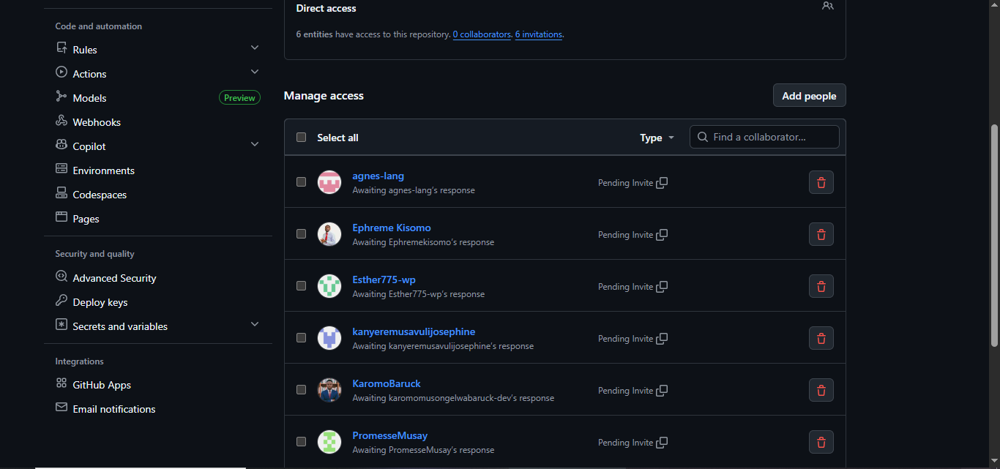 Direct access
6 entities have access to this repository. 0 collaborators. 6 invitations.
Code and automation
Rules
Actions
Models Preview
Webhooks
Copilot
Environments
Codespaces
Pages
Security and quality
Advanced Security
Deploy keys
Secrets and variables
Integrations
GitHub Apps
Email notifications
Manage access
Add people
Select all
Type
Find a collaborator...
agnes-lang
Awaiting agnes-lang's response
Pending Invite
Ephreme Kisomo
Awaiting Ephremekisomo's response
Pending Invite
Esther775-wp
Awaiting Esther775-wp's response
Pending Invite
kanyeremusavulijosephine
Awaiting kanyeremusavulijosephine's response
Pending Invite
KaromoBaruck
Awaiting karomomusongelwabaruck-dev's response
Pending Invite
PromesseMusay
Awaiting PromesseMusay's response
Pending Invite